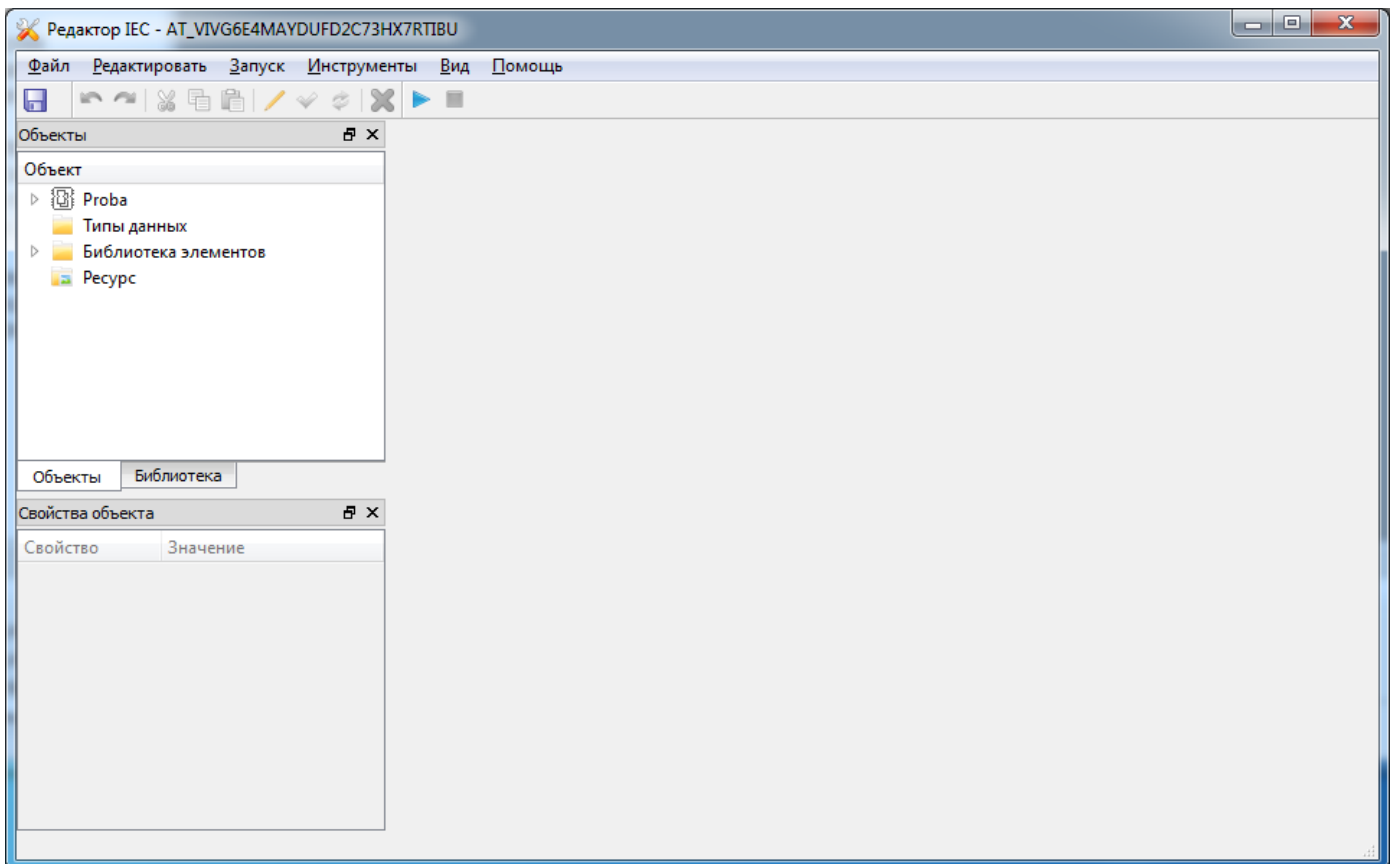 Редактор IEC - AT_VIVG6E4MAYDUFD2C73HX7RTIBU
Файл Редактировать Запуск Инструменты Вид Помощь
Объекты
Объект
Proba
Типы данных
Библиотека элементов
Ресурс
Объекты Библиотека
Свойства объекта
Свойство Значение